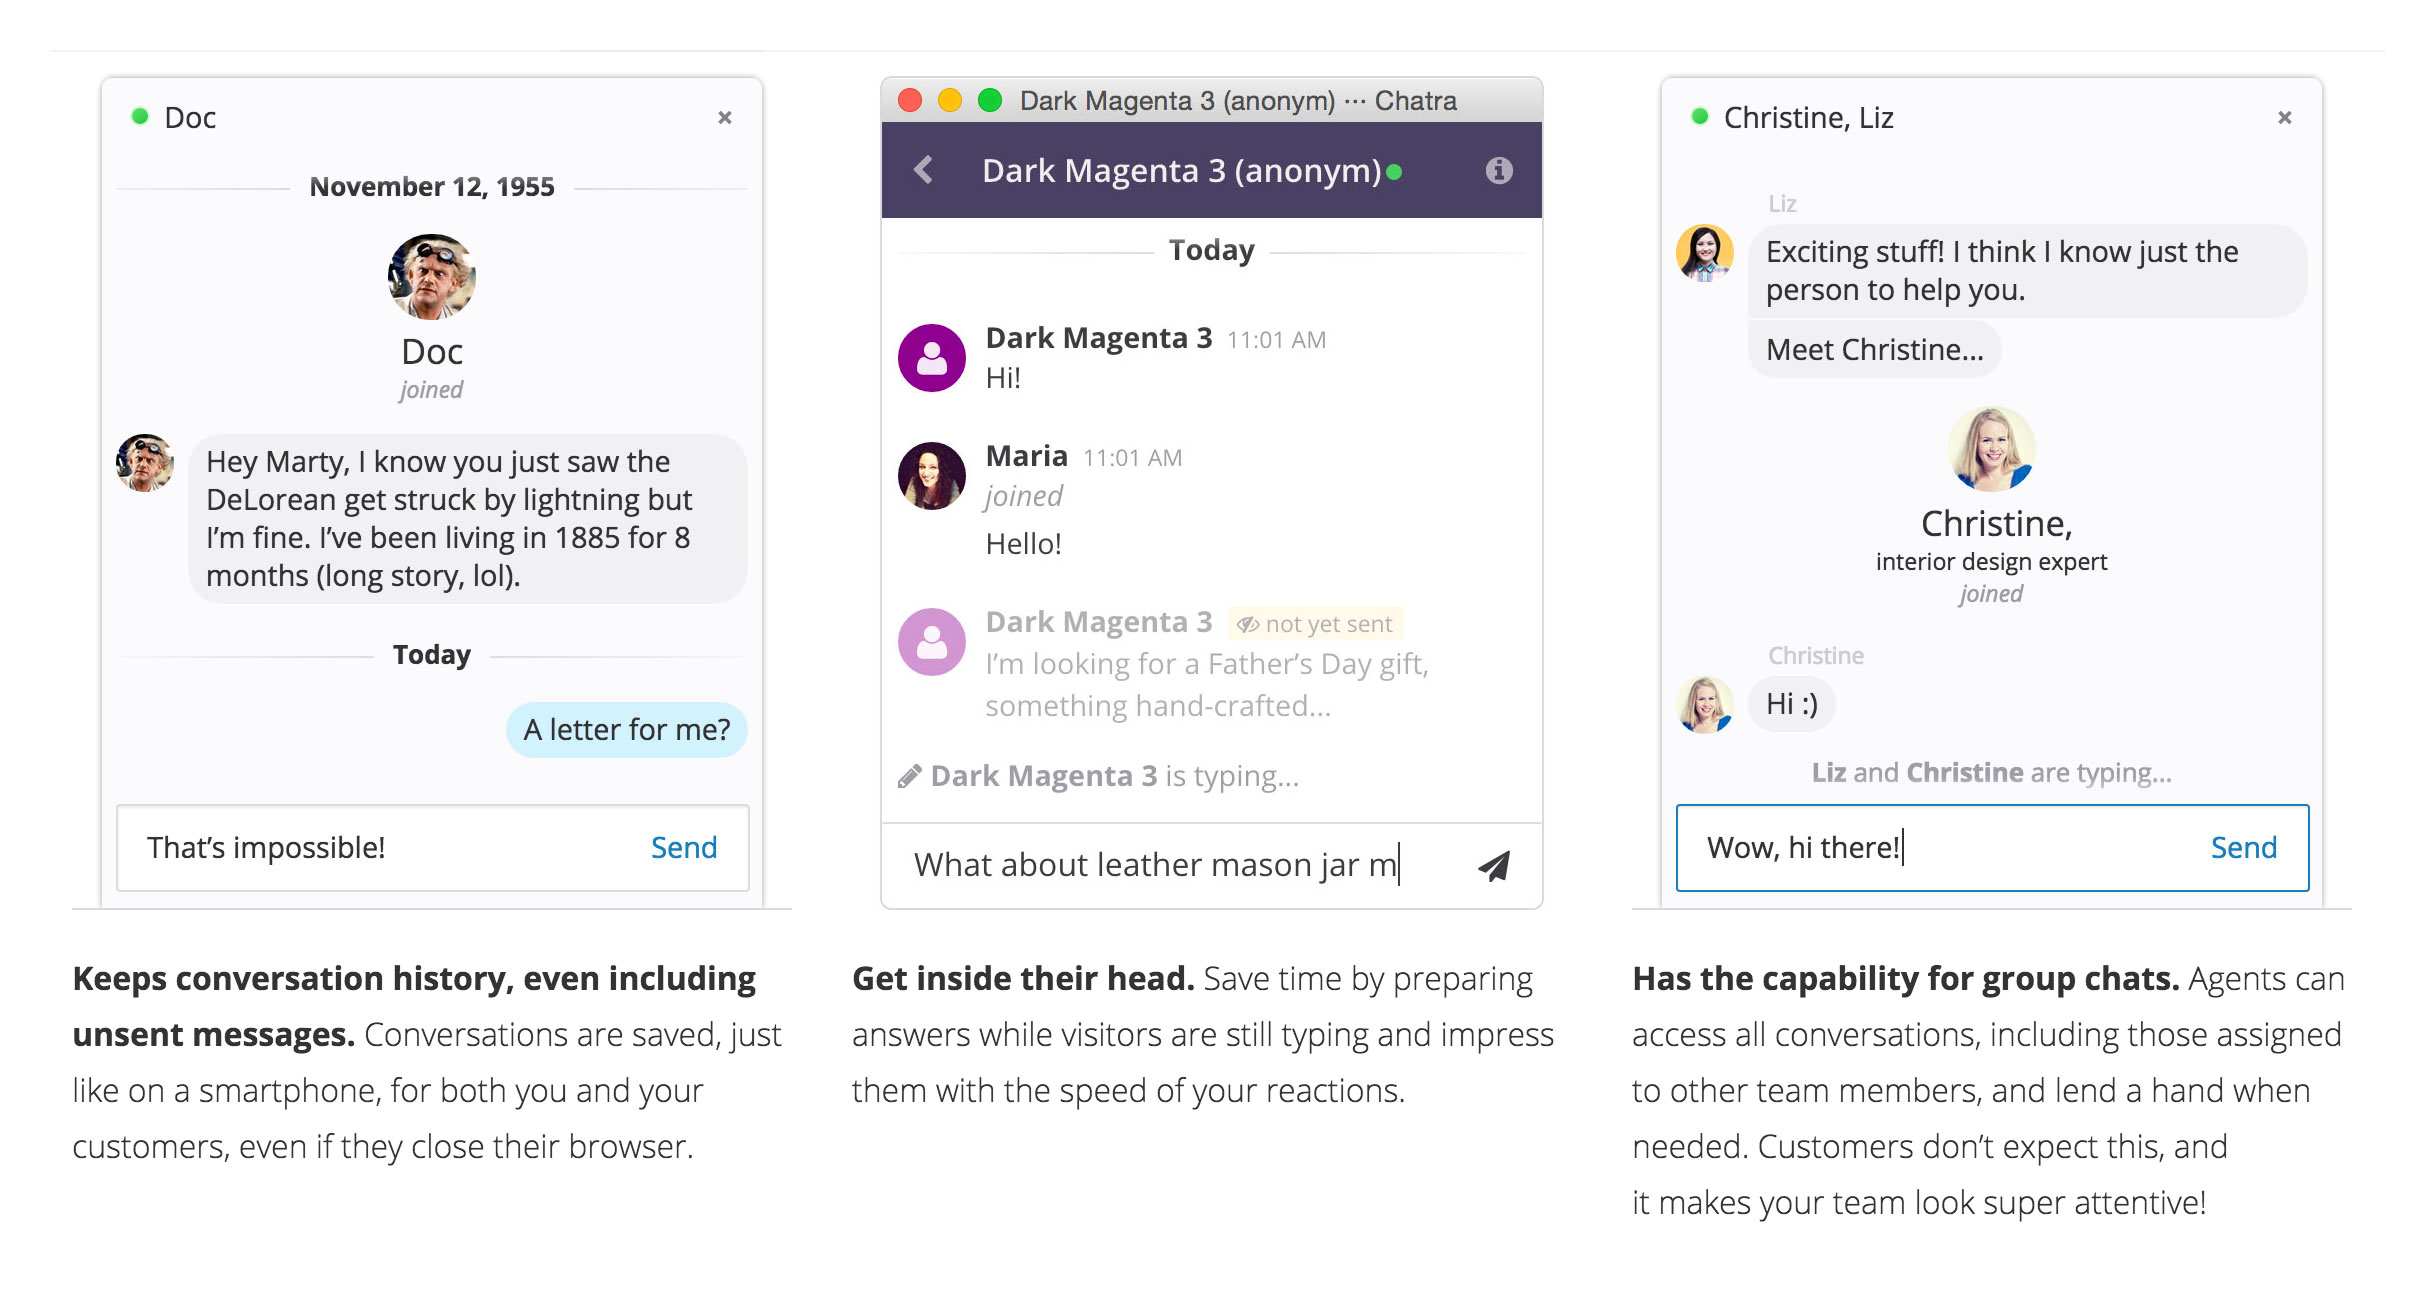 Doc
×
November 12, 1955
Doc
joined
Hey Marty, I know you just saw the
DeLorean get struck by lightning but
I’m fine. I’ve been living in 1885 for 8
months (long story, lol).
Today
A letter for me?
That’s impossible!
Send
Keeps conversation history, even including
unsent messages. Conversations are saved, just
like on a smartphone, for both you and your
customers, even if they close their browser.
Dark Magenta 3 (anonym) ··· Chatra
Dark Magenta 3 (anonym)
Today
Dark Magenta 3 11:01 AM
Hi!
Maria 11:01 AM
joined
Hello!
Dark Magenta 3 not yet sent
I’m looking for a Father’s Day gift,
something hand-crafted...
Dark Magenta 3 is typing...
What about leather mason jar m
Get inside their head. Save time by preparing
answers while visitors are still typing and impress
them with the speed of your reactions.
Christine, Liz
×
Liz
Exciting stuff! I think I know just the
person to help you.
Meet Christine...
Christine,
interior design expert
joined
Christine
Hi :)
Liz and Christine are typing...
Wow, hi there!
Send
Has the capability for group chats. Agents can
access all conversations, including those assigned
to other team members, and lend a hand when
needed. Customers don’t expect this, and
it makes your team look super attentive!